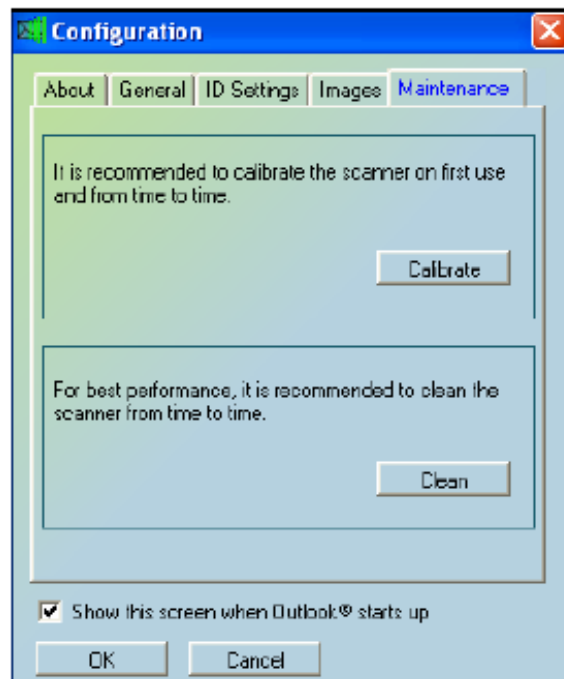 Configuration
About General ID Settings Images Maintenance
It is recommended to calibrate the scanner on first use
and from time to time.
Calibrate
For best performance, it is recommended to clean the
scanner from time to time.
Clean
Show this screen when Outlook® starts up
OK Cancel